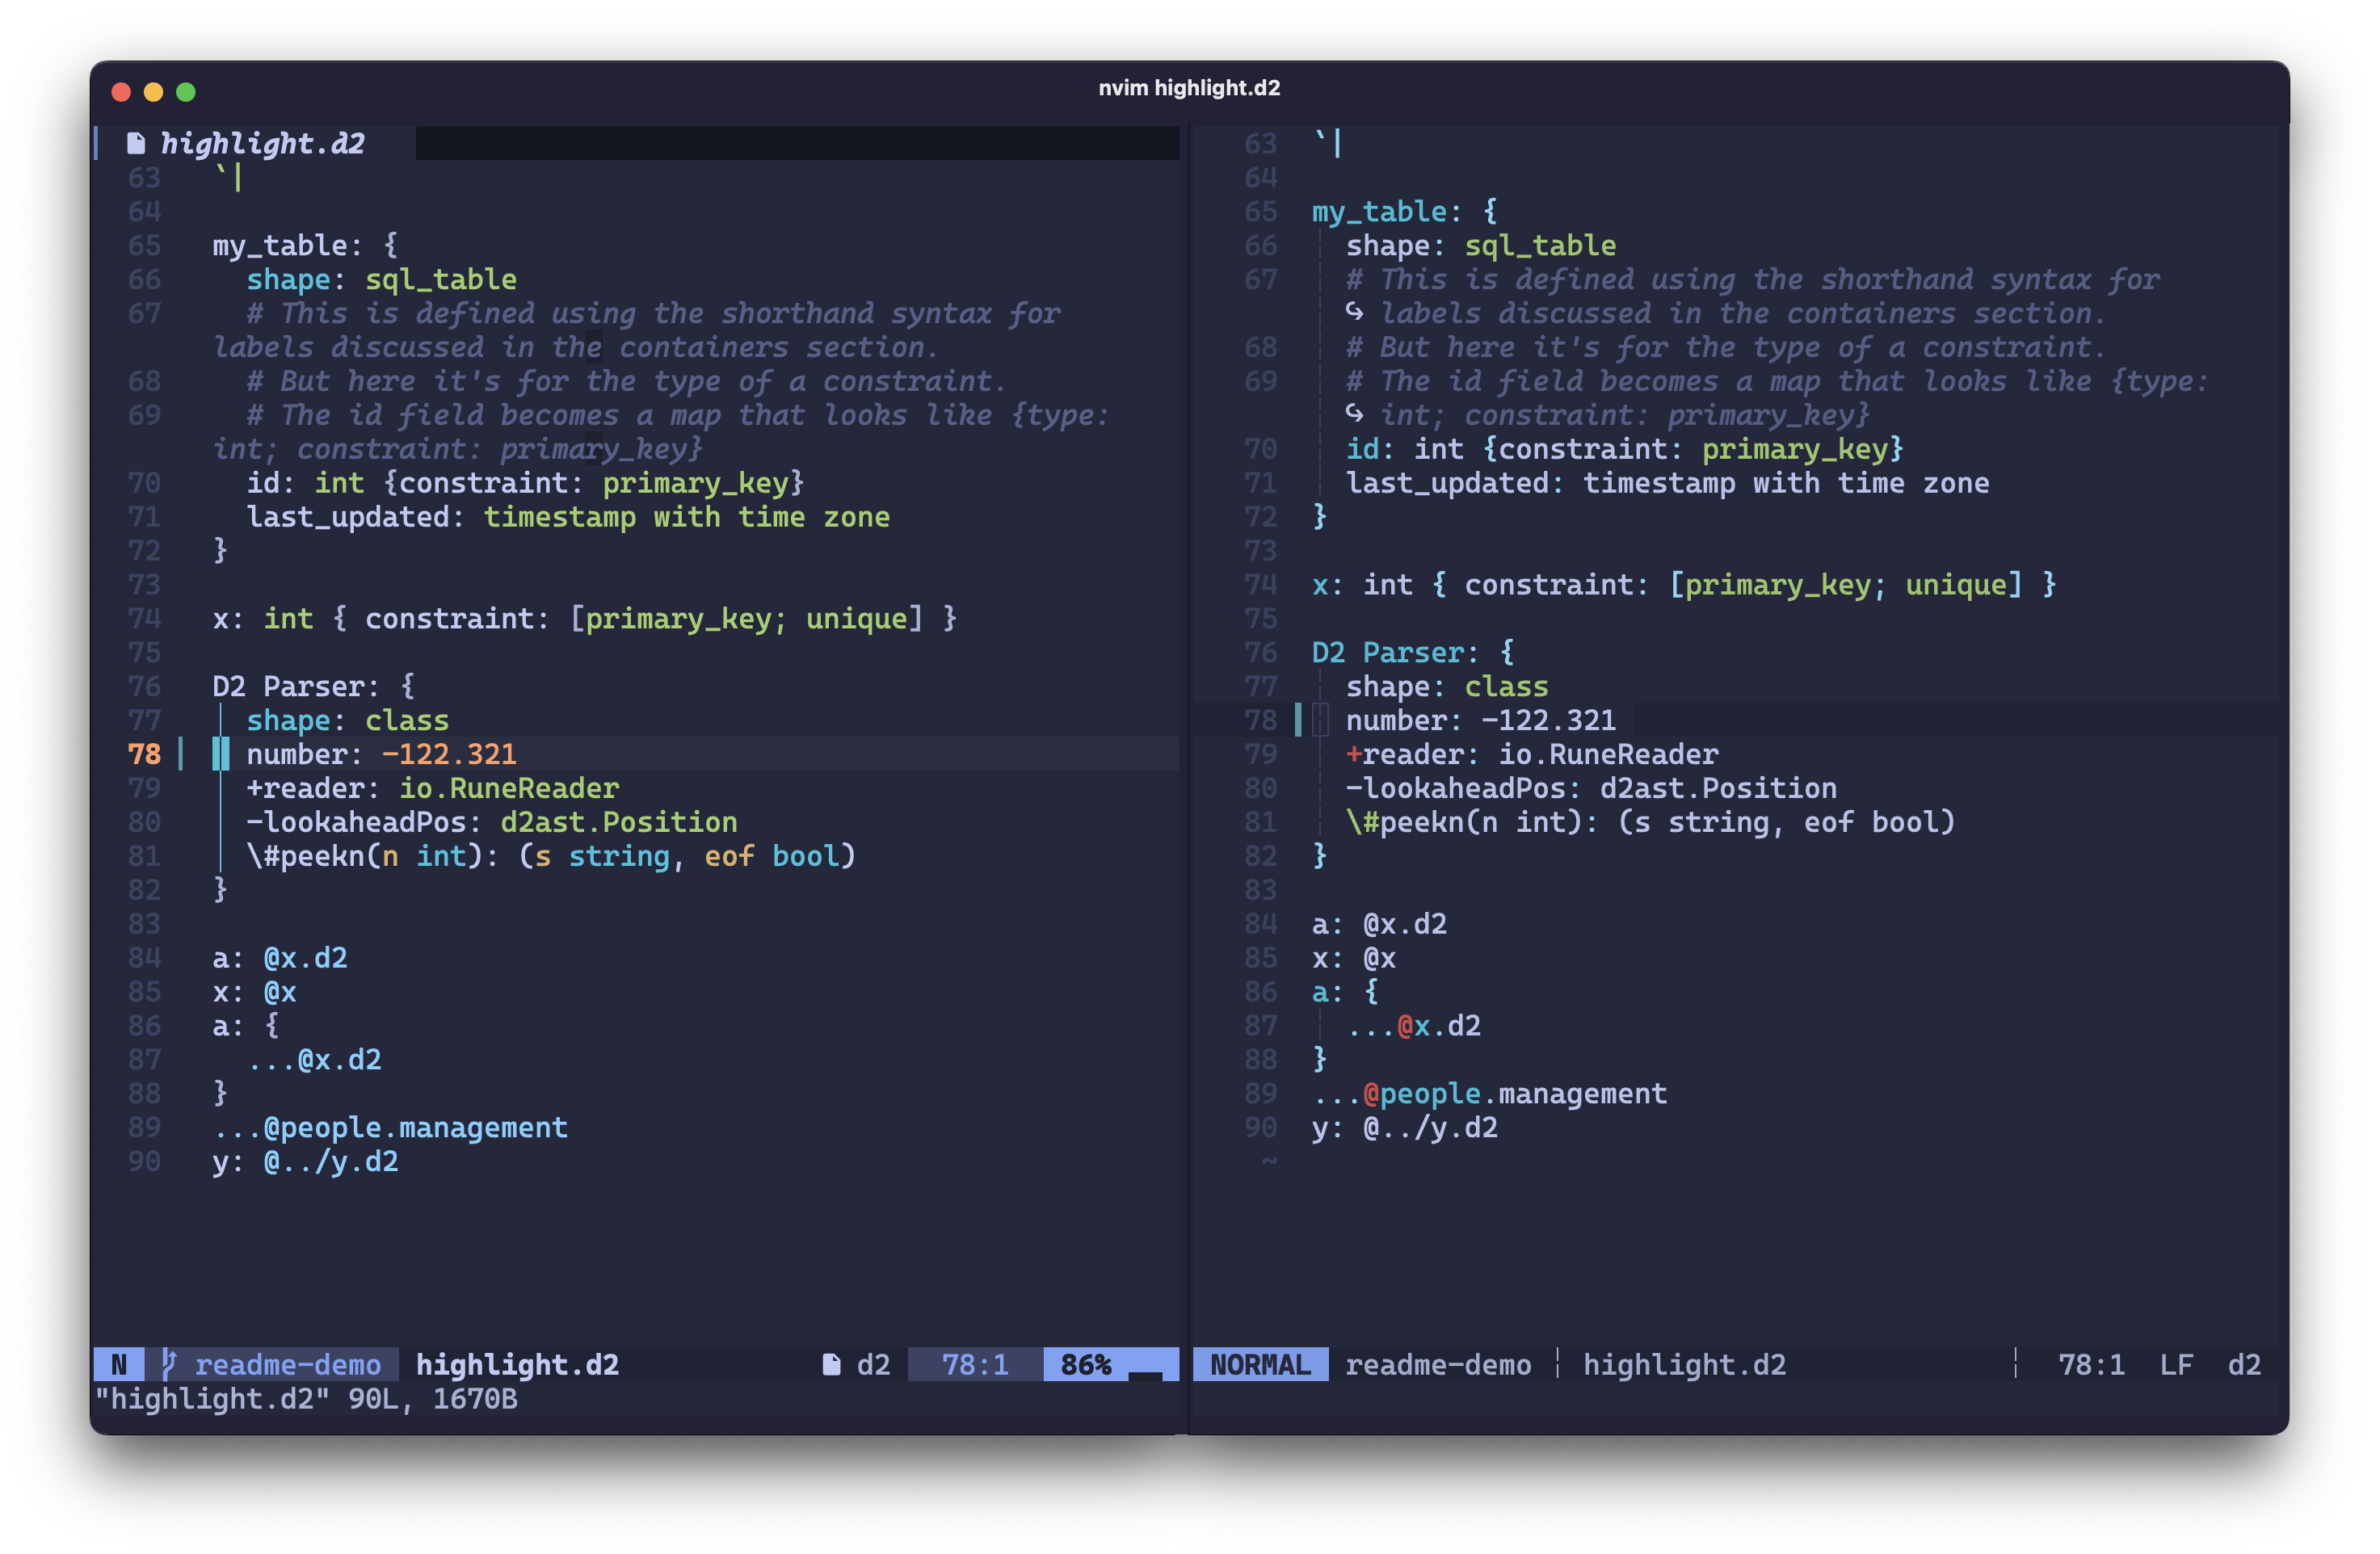 nvim highlight.d2
highlight.d2
63 `|
64
65 my_table: {
66 shape: sql_table
67 # This is defined using the shorthand syntax for
labels discussed in the containers section.
68 # But here it's for the type of a constraint.
69 # The id field becomes a map that looks like {type:
int; constraint: primary_key}
70 id: int {constraint: primary_key}
71 last_updated: timestamp with time zone
72 }
73
74 x: int { constraint: [primary_key; unique] }
75
76 D2 Parser: {
77 shape: class
78 number: -122.321
79 +reader: io.RuneReader
80 -lookaheadPos: d2ast.Position
81 \#peekn(n int): (s string, eof bool)
82 }
83
84 a: @x.d2
85 x: @x
86 a: {
87 ...@x.d2
88 }
89 ...@people.management
90 y: @../y.d2
N readme-demo highlight.d2 d2 78:1 86%
"highlight.d2" 90L, 1670B
63 `|
64
65 my_table: {
66 shape: sql_table
67 # This is defined using the shorthand syntax for
↪ labels discussed in the containers section.
68 # But here it's for the type of a constraint.
69 # The id field becomes a map that looks like {type:
↪ int; constraint: primary_key}
70 id: int {constraint: primary_key}
71 last_updated: timestamp with time zone
72 }
73
74 x: int { constraint: [primary_key; unique] }
75
76 D2 Parser: {
77 shape: class
78 number: -122.321
79 +reader: io.RuneReader
80 -lookaheadPos: d2ast.Position
81 \#peekn(n int): (s string, eof bool)
82 }
83
84 a: @x.d2
85 x: @x
86 a: {
87 ...@x.d2
88 }
89 ...@people.management
90 y: @../y.d2
~
NORMAL readme-demo ¦ highlight.d2 ¦ 78:1 LF d2